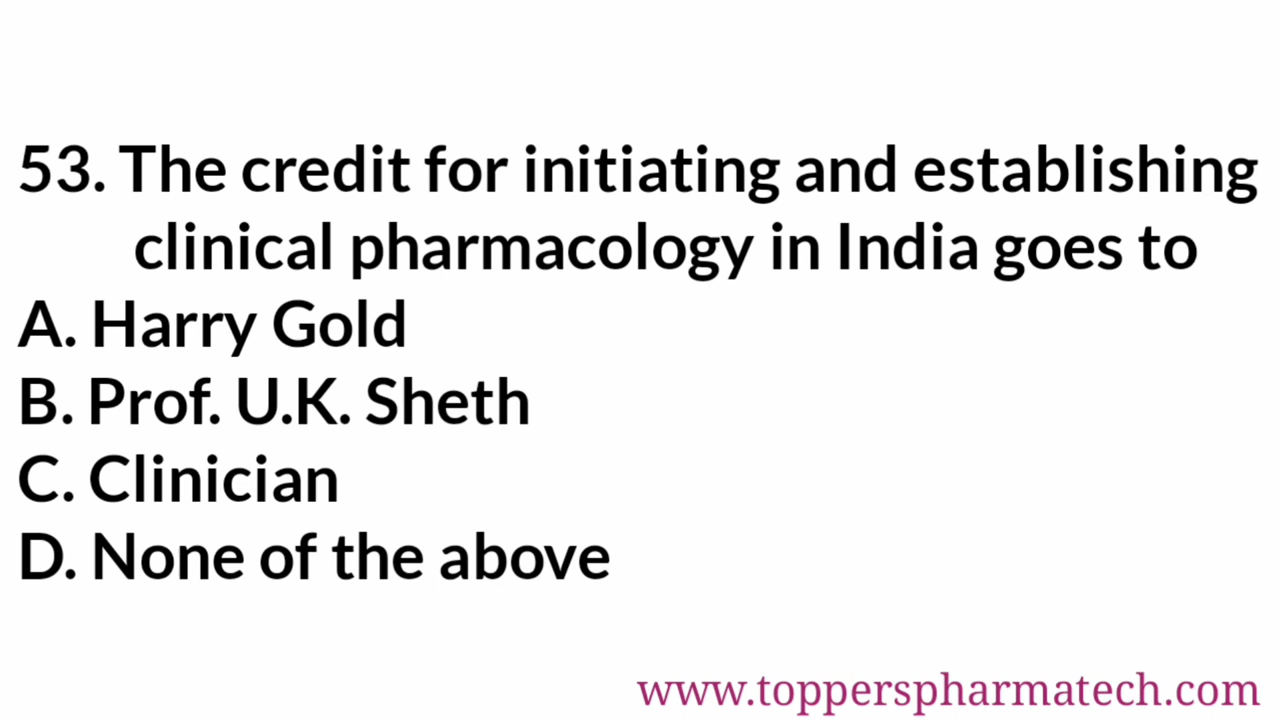 53. The credit for initiating and establishing
clinical pharmacology in India goes to
A. Harry Gold
B. Prof. U.K. Sheth
C. Clinician
D. None of the above
www.topperspharmatech.com